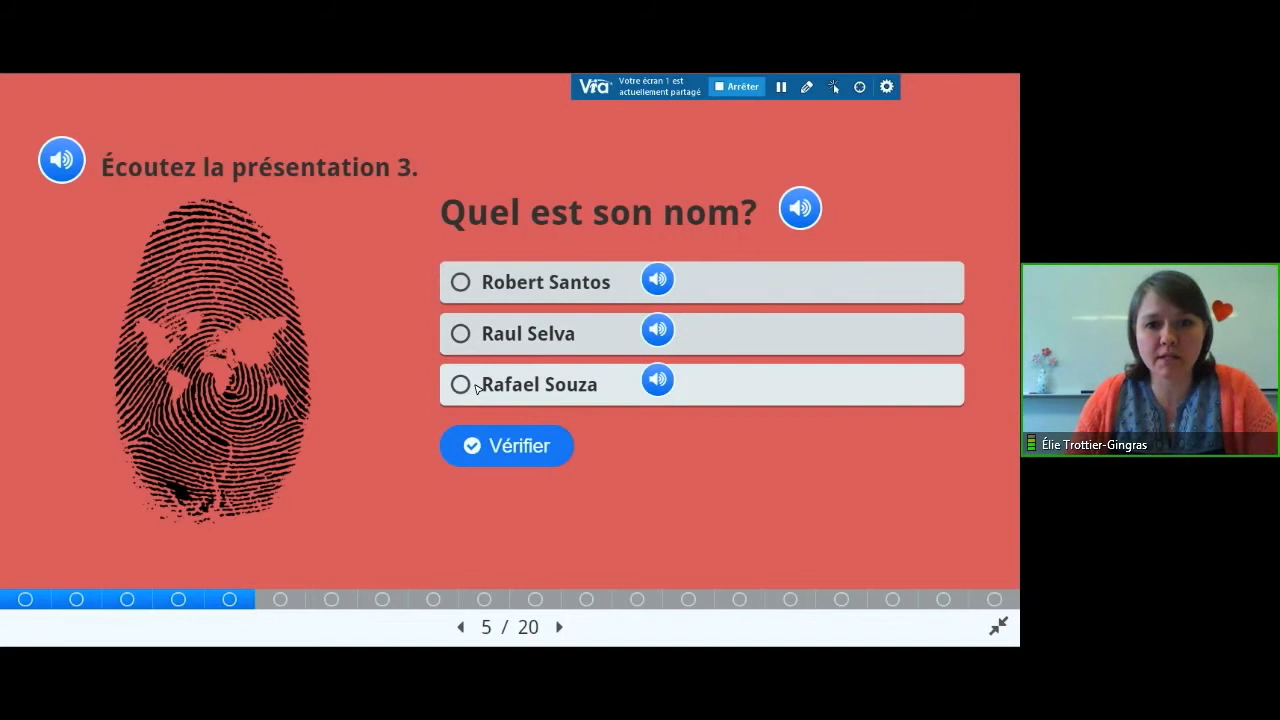 Via
Votre écran 1 est
actuellement partagé
Arrêter
Écoutez la présentation 3.
Quel est son nom?
Robert Santos
Raul Selva
Rafael Souza
Vérifier
Élie Trottier-Gingras
5 / 20